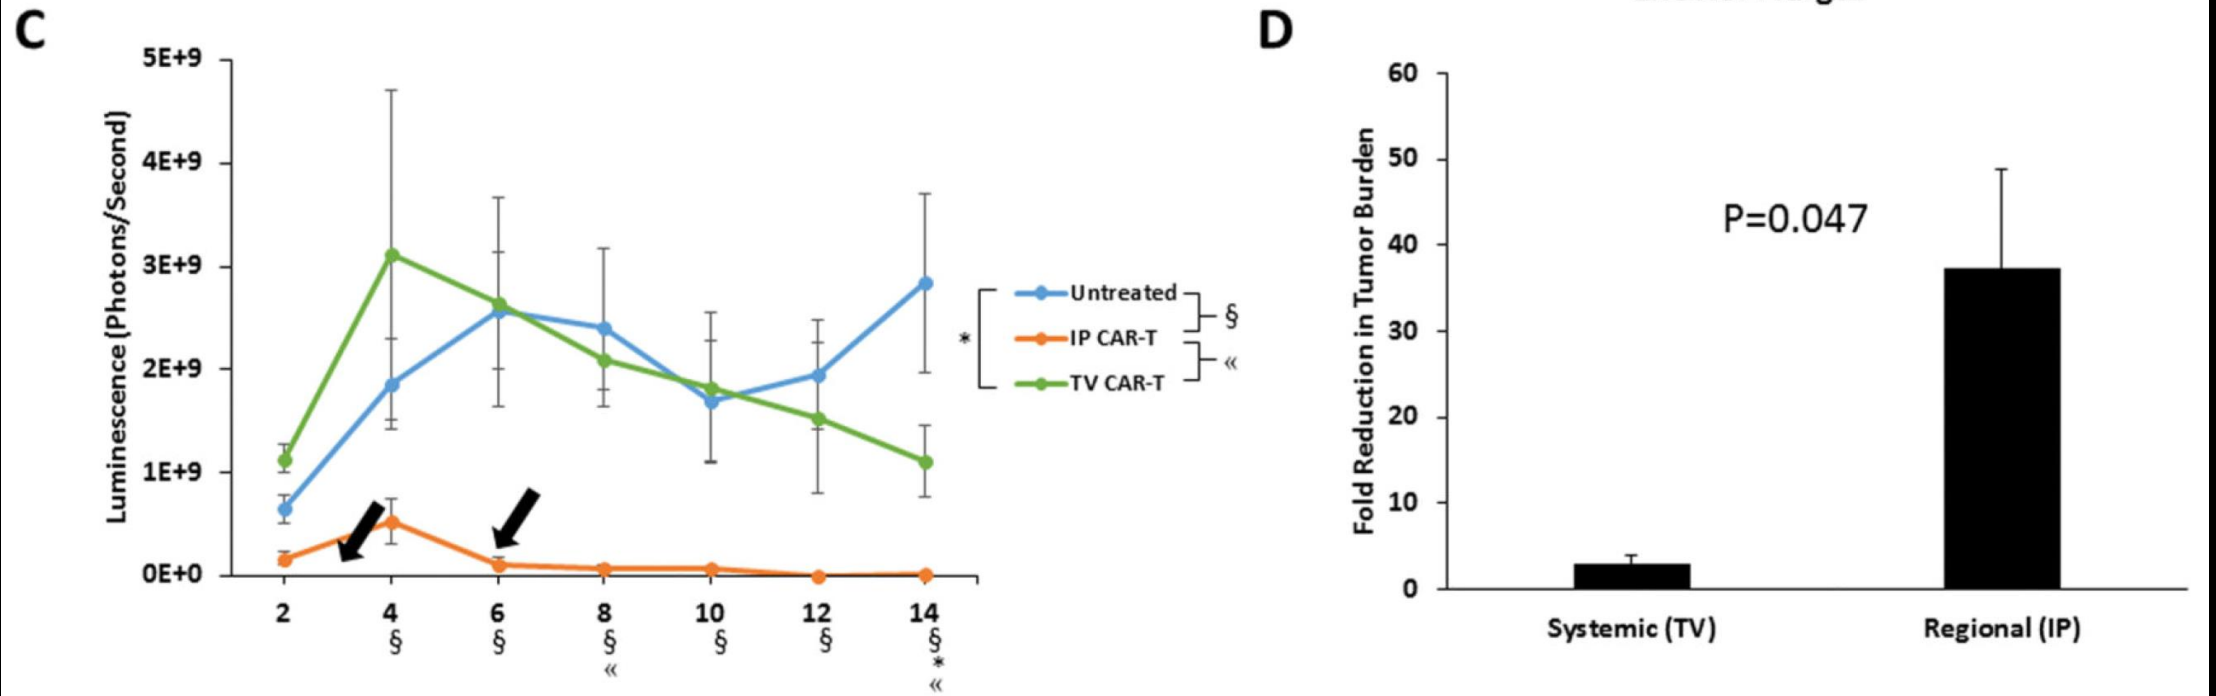 C
Luminescence (Photons/Second)
5E+9
4E+9
3E+9
2E+9
1E+9
0E+0
2
4
6
8
10
12
14
§
§
§
§
§
§
«
*
«
Untreated
IP CAR-T
TV CAR-T
*
§
«
D
Fold Reduction in Tumor Burden
60
50
40
30
20
10
0
P=0.047
Systemic (TV)
Regional (IP)